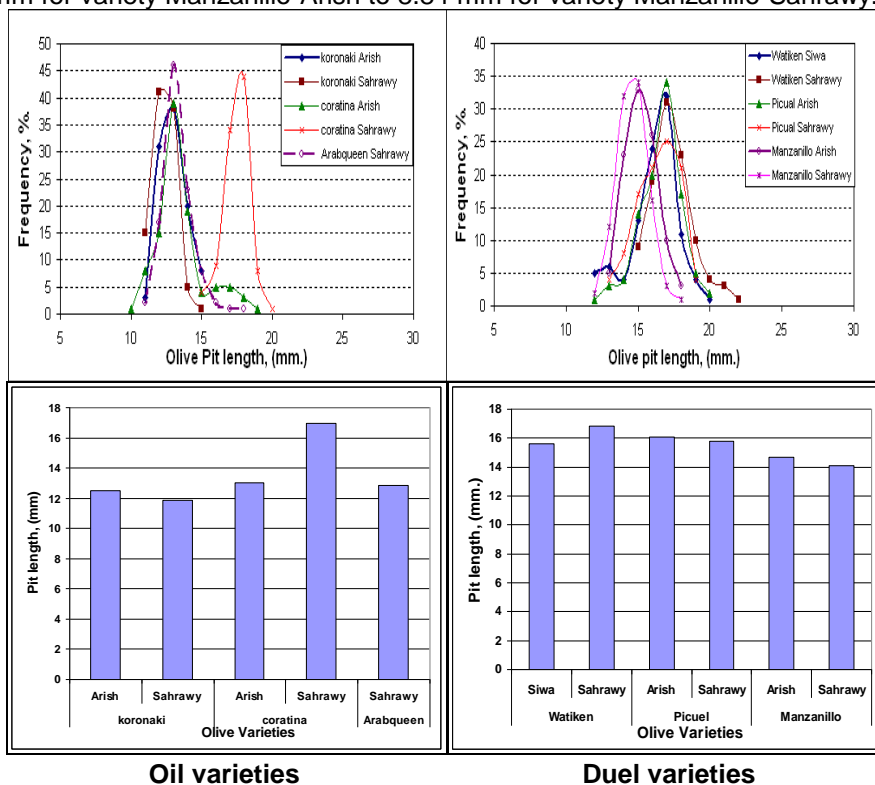 mm for variety Manzanillo Arish to 8.84 mm for variety Manzanillo Sahrawy.
50
45
40
35
30
25
20
15
10
5
0
Frequency, %.
koronaki Arish
koronaki Sahrawy
coratina Arish
coratina Sahrawy
Arabqueen Sahrawy
5 10 15 20 25 30
Olive Pit length, (mm.)
40
35
30
25
20
15
10
5
0
Frequency, %.
Watiken Siwa
Watiken Sahrawy
Picual Arish
Picual Sahrawy
Manzanillo Arish
Manzanillo Sahrawy
5 10 15 20 25 30
Olive pit length, (mm.)
18
16
14
12
10
8
6
4
2
0
Pit length, (mm)
Arish Sahrawy Arish Sahrawy Sahrawy
koronaki coratina Arabqueen
Olive Varieties
18
16
14
12
10
8
6
4
2
0
Pit length, (mm.)
Siwa Sahrawy Arish Sahrawy Arish Sahrawy
Watiken Picuel Manzanillo
Olive Varieties
Oil varieties
Duel varieties